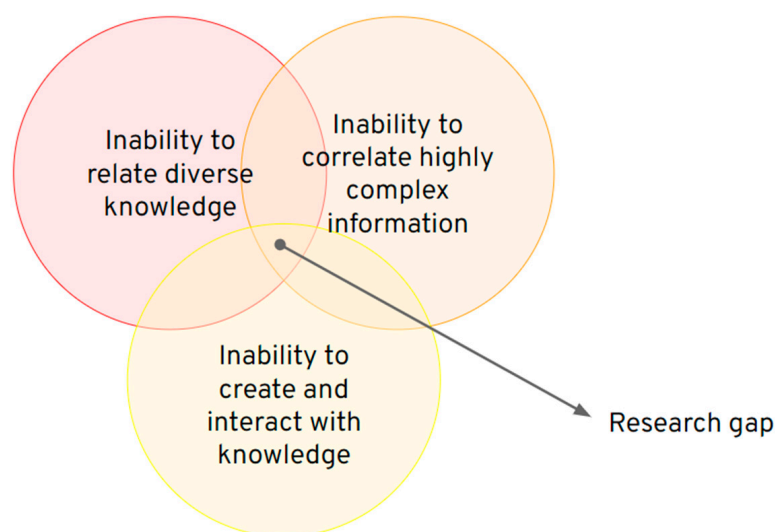 Inability to
relate diverse
knowledge
Inability to
correlate highly
complex
information
Inability to
create and
interact with
knowledge
Research gap